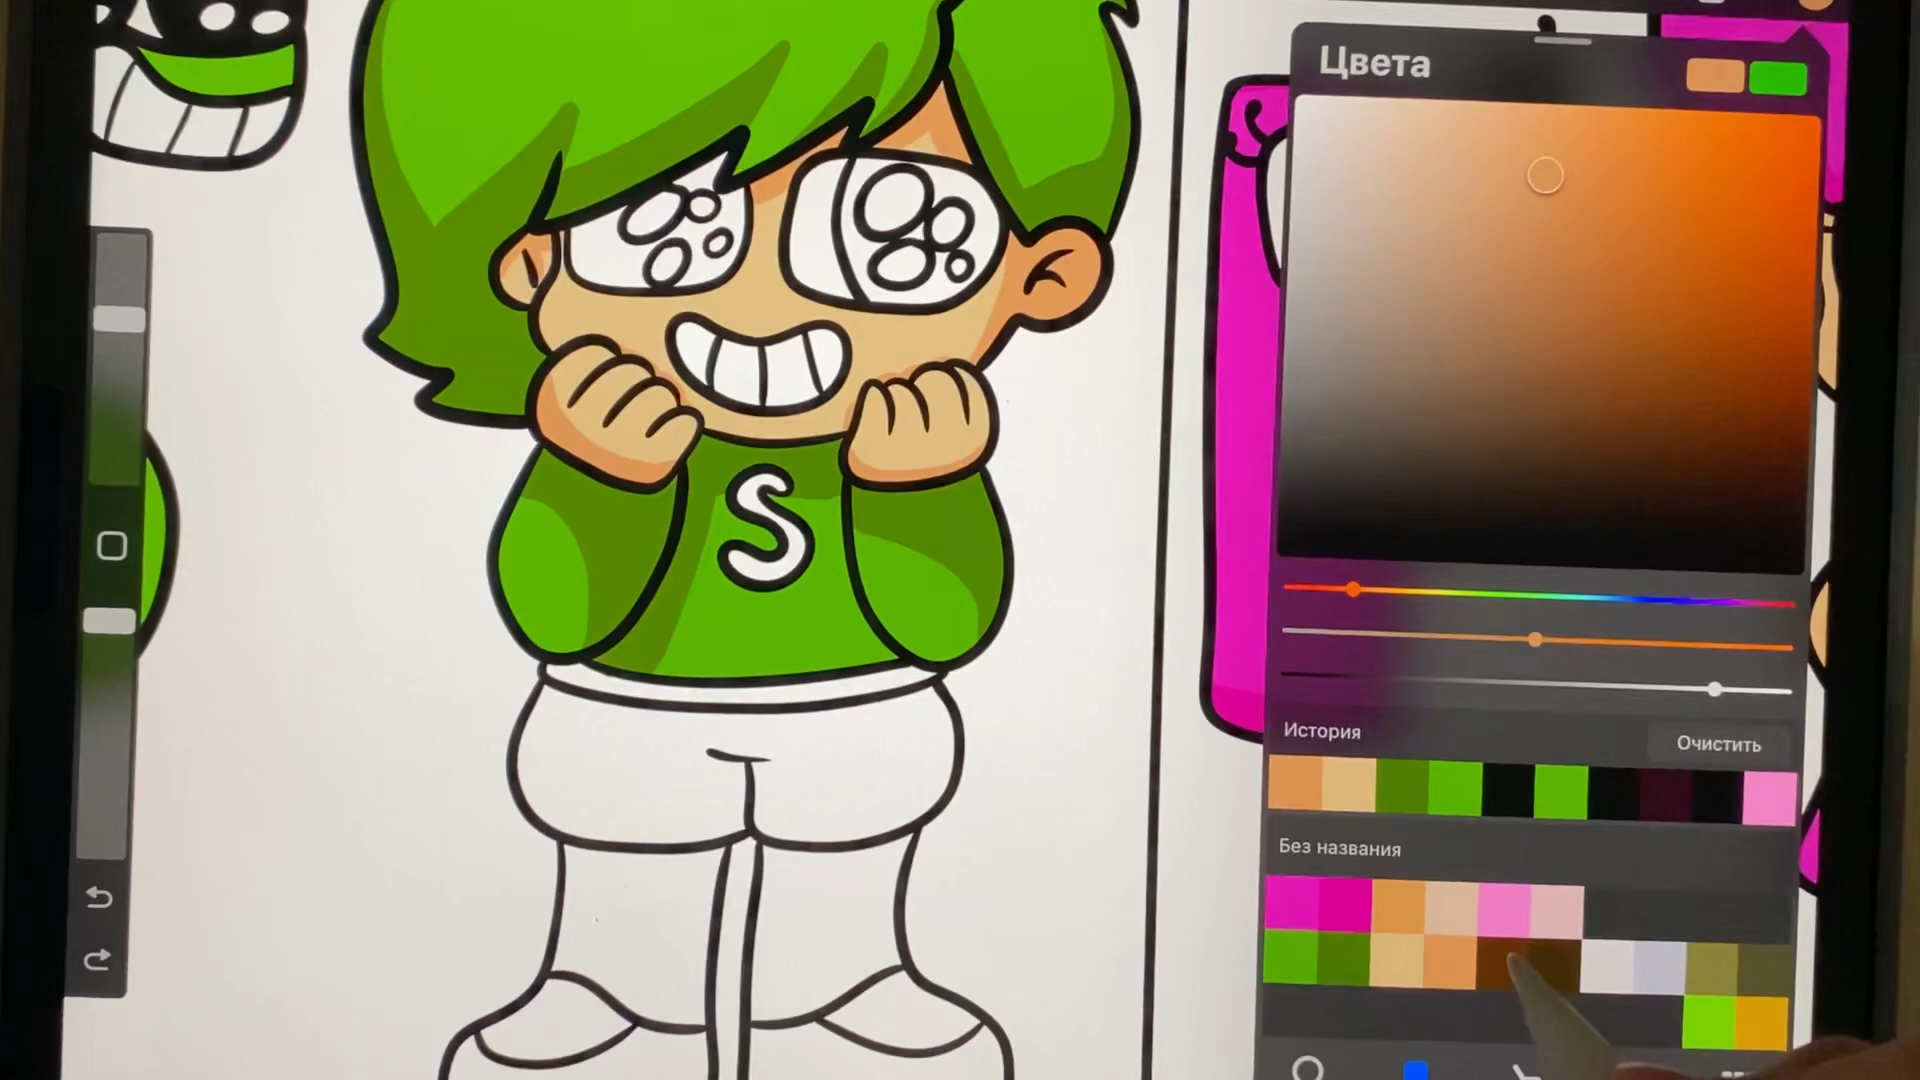 Цвета
S
История
Очистить
Без названия